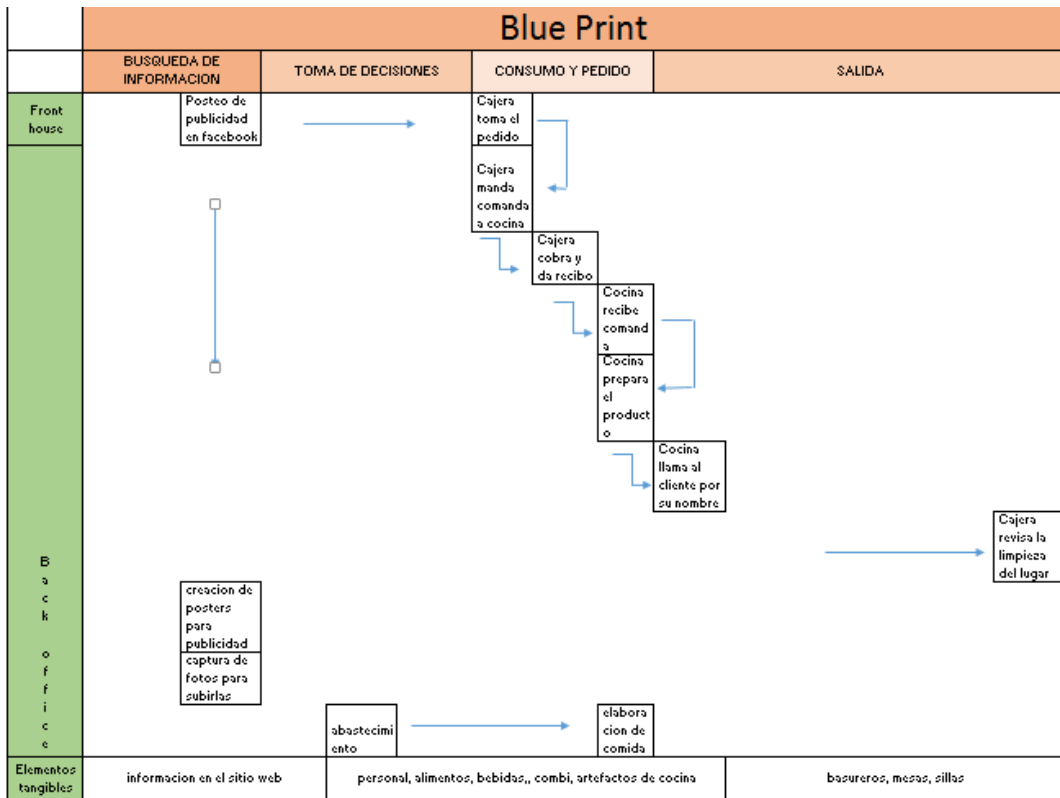 Blue Print
BUSQUEDA DE
INFORMACION
TOMA DE DECISIONES
CONSUMO Y PEDIDO
SALIDA
Front
house
Posteo de
publicidad
en facebook
Cajera
toma el
pedido
Cajera
manda
comanda
a cocina
Cajera
cobra y
da recibo
Cocina
recibe
comand
a
Cocina
prepara
el
product
o
Cocina
llama al
cliente por
su nombre
Cajera
revisa la
limpieza
del lugar
B
a
c
k
o
f
f
i
c
e
creacion de
posters
para
publicidad
captura de
fotos para
subirlas
abastecimi
ento
elabora
cion de
comida
Elementos
tangibles
informacion en el sitio web
personal, alimentos, bebidas,, combi, artefactos de cocina
basureros, mesas, sillas